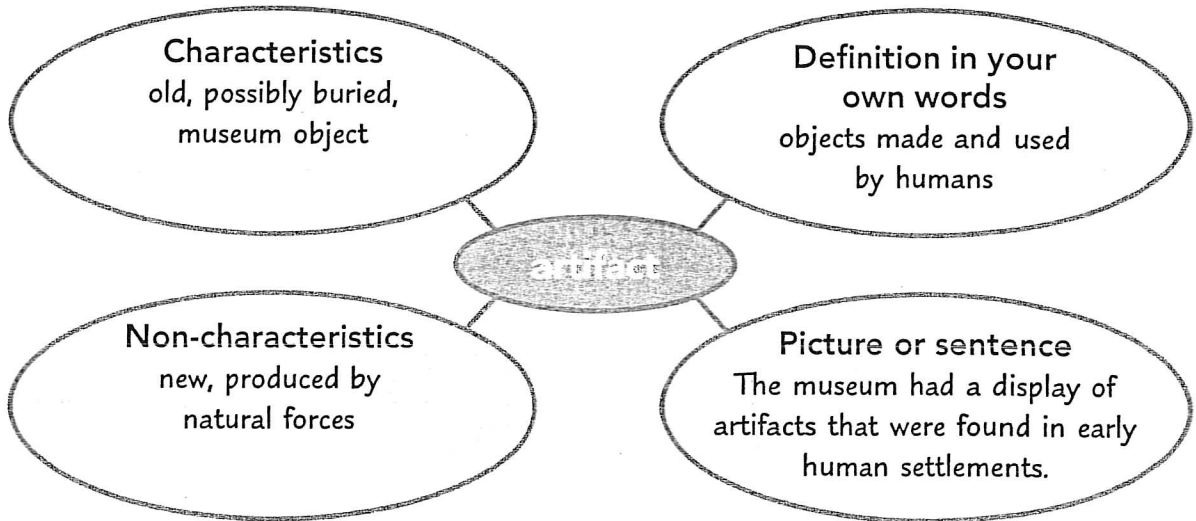 Characteristics
old, possibly buried,
museum object
Definition in your
own words
objects made and used
by humans
artifact
Non-characteristics
new, produced by
natural forces
Picture or sentence
The museum had a display of
artifacts that were found in early
human settlements.